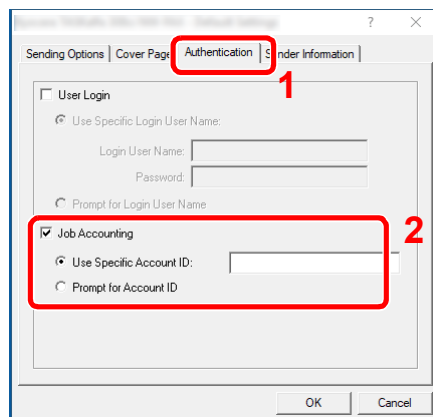 ? ×
Sending Options Cover Page Authentication Sender Information
1
User Login
Use Specific Login User Name:
Login User Name:
Password:
Prompt for Login User Name
2
Job Accounting
Use Specific Account ID:
Prompt for Account ID
OK Cancel